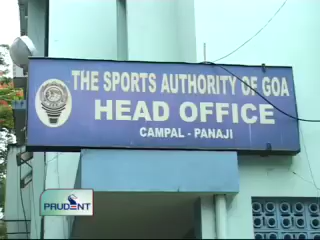 THE SPORTS AUTHORITY OF GOA
HEAD OFFICE
CAMPAL - PANAJI
PRUDENT